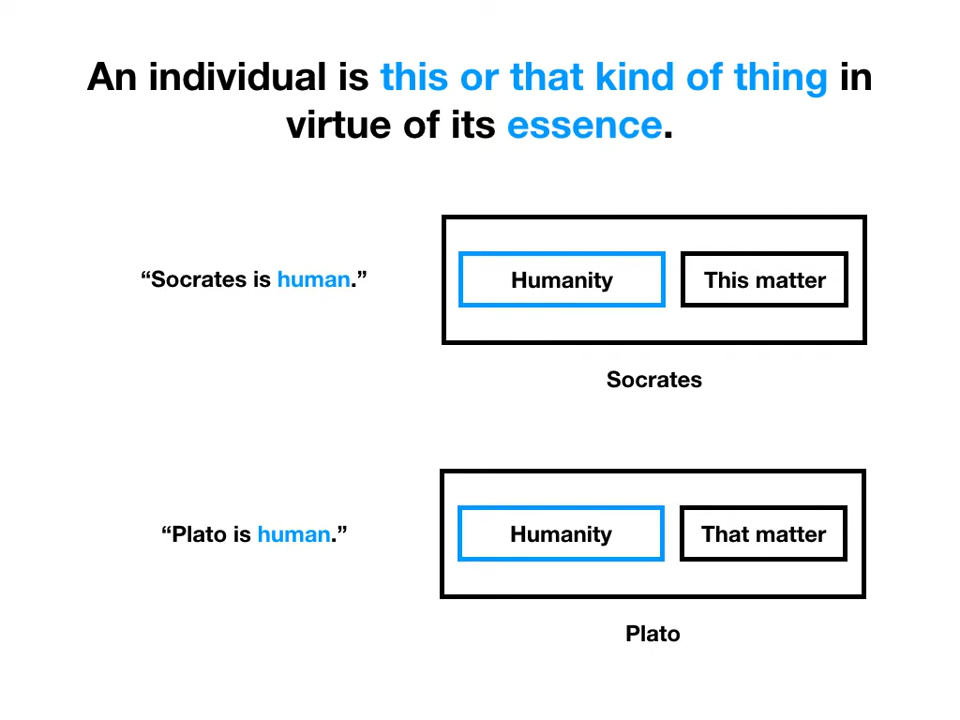 An individual is this or that kind of thing in
virtue of its essence.
“Socrates is human.”
Humanity
This matter
Socrates
“Plato is human.”
Humanity
That matter
Plato